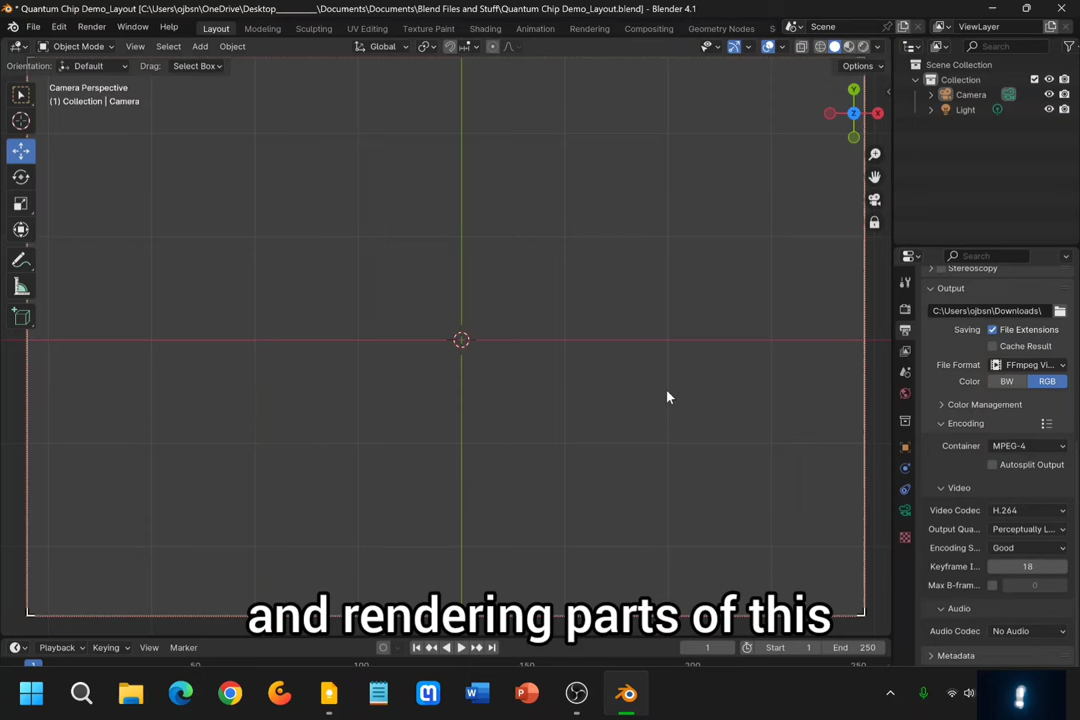 Quantum Chip Demo_Layout [C:\Users\ojbsn\OneDrive\Desktop_________\Documents\Documents\Blend Files and Stuff\Quantum Chip Demo_Layout.blend] - Blender 4.1
File Edit Render Window Help Layout Modeling Sculpting UV Editing Texture Paint Shading Animation Rendering Compositing Geometry Nodes Scene ViewLayer
Object Mode View Select Add Object Global Search
Orientation: Default Drag: Select Box Options
Scene Collection
Collection
Camera
Light
Camera Perspective
(1) Collection | Camera
Y
Z
X
Search
Stereoscopy
Output
C:\Users\ojbsn\Downloads\
Saving File Extensions
Cache Result
File Format FFmpeg Vi...
Color BW RGB
Color Management
Encoding
Container MPEG-4
Autosplit Output
Video
Video Codec H.264
Output Qua... Perceptually L...
Encoding S... Good
Keyframe I... 18
Max B-fram... 0
Audio
Audio Codec No Audio
Metadata
and rendering parts of this
Playback Keying View Marker 1 Start 1 End 250
1 50 100 150 200 250